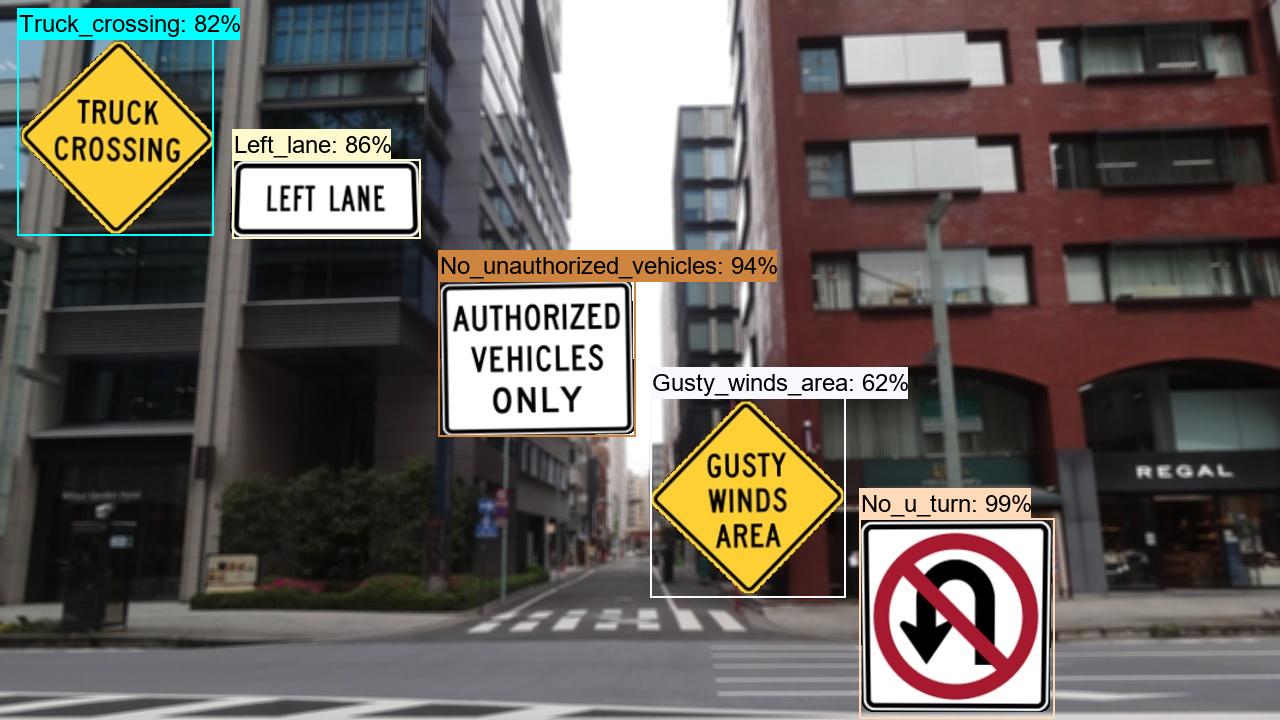 Truck_crossing: 82%
TRUCK
CROSSING
Left_lane: 86%
LEFT LANE
No_unauthorized_vehicles: 94%
AUTHORIZED
VEHICLES
ONLY
Gusty_winds_area: 62%
GUSTY
WINDS
AREA
REGAL
No_u_turn: 99%